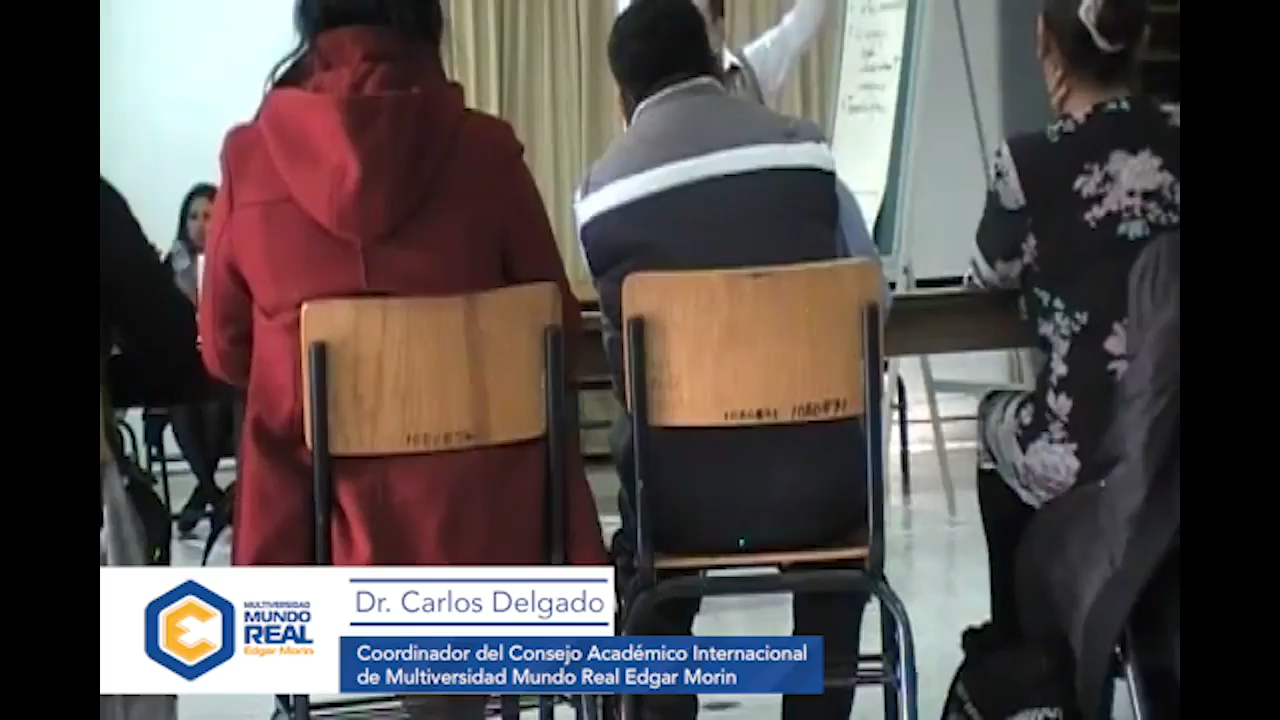 MULTIVERSIDAD
MUNDO
REAL
Edgar Morin
Dr. Carlos Delgado
Coordinador del Consejo Académico Internacional
de Multiversidad Mundo Real Edgar Morin